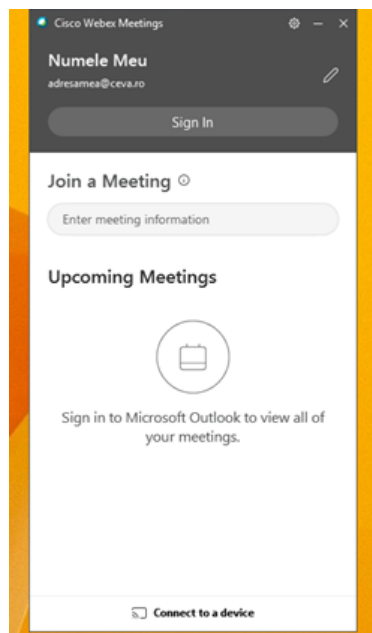 Cisco Webex Meetings
Numele Meu
adresamea@ceva.ro
Sign In
Join a Meeting
Enter meeting information
Upcoming Meetings
Sign in to Microsoft Outlook to view all of
your meetings.
Connect to a device